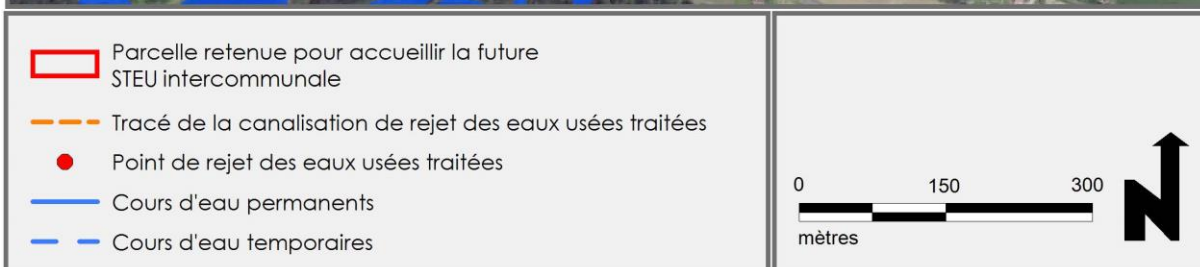 Parcelle retenue pour accueillir la future
STEU intercommunale
Tracé de la canalisation de rejet des eaux usées traitées
Point de rejet des eaux usées traitées
Cours d'eau permanents
Cours d'eau temporaires
0 150 300
mètres
N